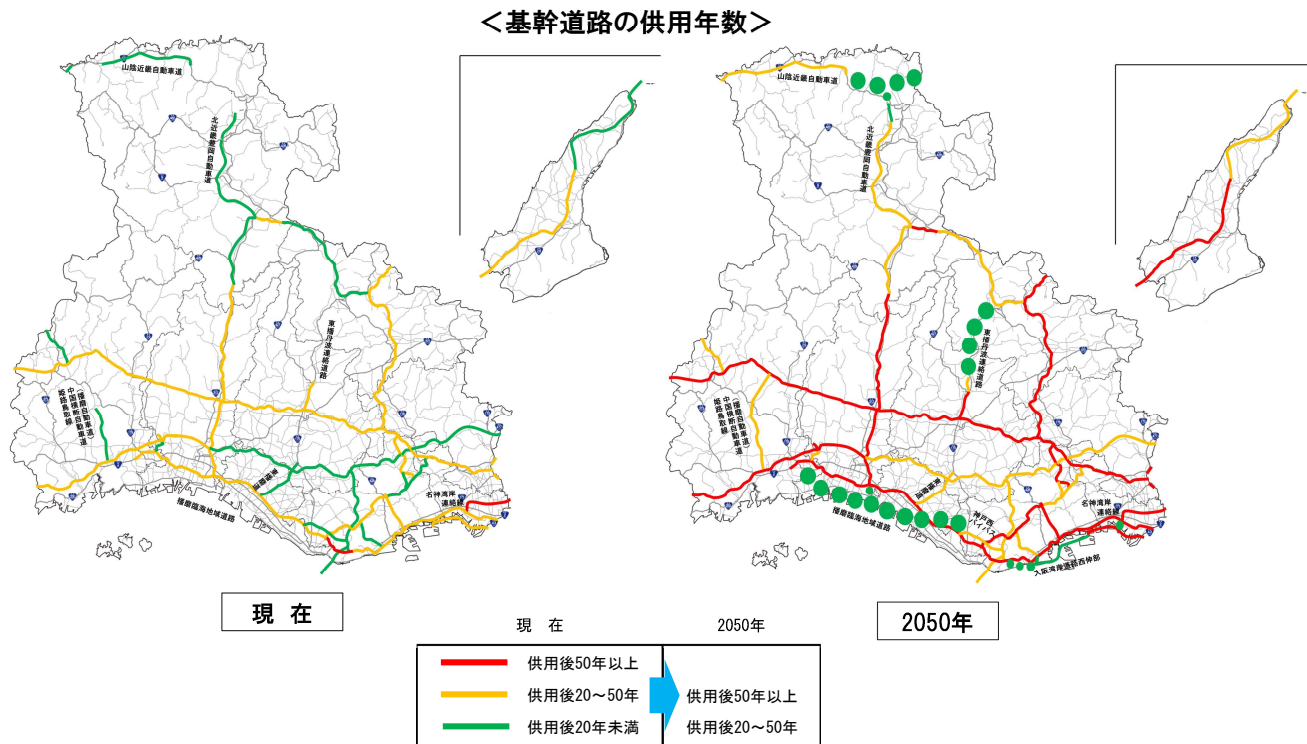 ＜基幹道路の供用年数＞
山陰近畿自動車道
北近畿豊岡自動車道
東播丹波連絡道路
(播磨自動車道)
中国横断自動車道
姫路鳥取線
東播磨道
播磨臨海地域道路
名神湾岸
連絡線
現 在
山陰近畿自動車道
北近畿豊岡自動車道
東播丹波連絡道路
(播磨自動車道)
中国横断自動車道
姫路鳥取線
東播磨道
神戸西
バイパス
播磨臨海地域道路
名神湾岸
連絡線
大阪湾岸道路西伸部
2050年
現 在 2050年
供用後50年以上
供用後20～50年 供用後50年以上
供用後20年未満 供用後20～50年